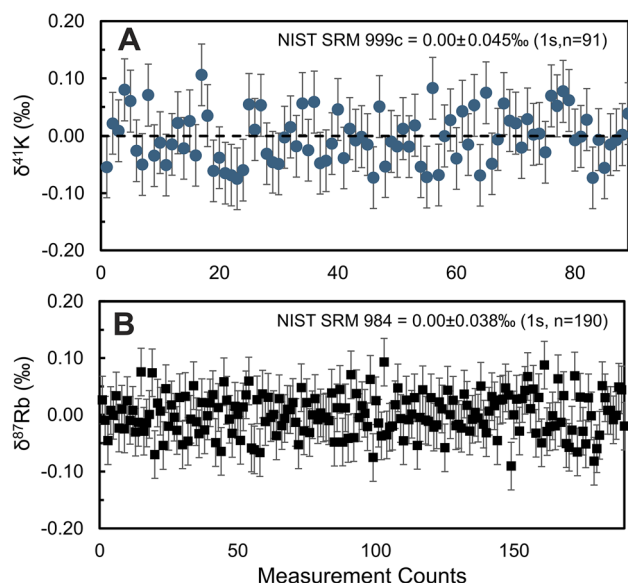 A
NIST SRM 999c = 0.00±0.045‰ (1s,n=91)
0.20
0.10
0.00
-0.10
-0.20
δ⁴¹K (‰)
0 20 40 60 80
B
NIST SRM 984 = 0.00±0.038‰ (1s, n=190)
0.20
0.10
0.00
-0.10
-0.20
δ⁸⁷Rb (‰)
0 50 100 150
Measurement Counts